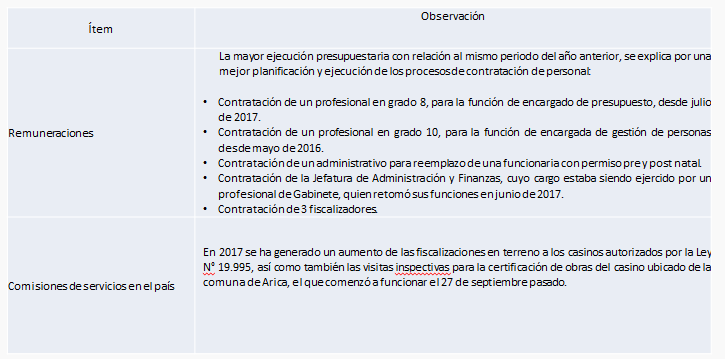 Ítem
Observación
Remuneraciones
La mayor ejecución presupuestaria con relación al mismo periodo del año anterior, se explica por una
mejor planificación y ejecución de los procesos de contratación de personal:
• Contratación de un profesional en grado 8, para la función de encargado de presupuesto, desde julio
de 2017.
• Contratación de un profesional en grado 10, para la función de encargada de gestión de personas
desde mayo de 2016.
• Contratación de un administrativo para reemplazo de una funcionaria con permiso pre y post natal.
• Contratación de la Jefatura de Administración y Finanzas, cuyo cargo estaba siendo ejercido por un
profesional de Gabinete, quien retomó sus funciones en junio de 2017.
• Contratación de 3 fiscalizadores.
Comisiones de servicios en el país
En 2017 se ha generado un aumento de las fiscalizaciones en terreno a los casinos autorizados por la Ley
N° 19.995, así como también las visitas inspectivas para la certificación de obras del casino ubicado de la
comuna de Arica, el que comenzó a funcionar el 27 de septiembre pasado.